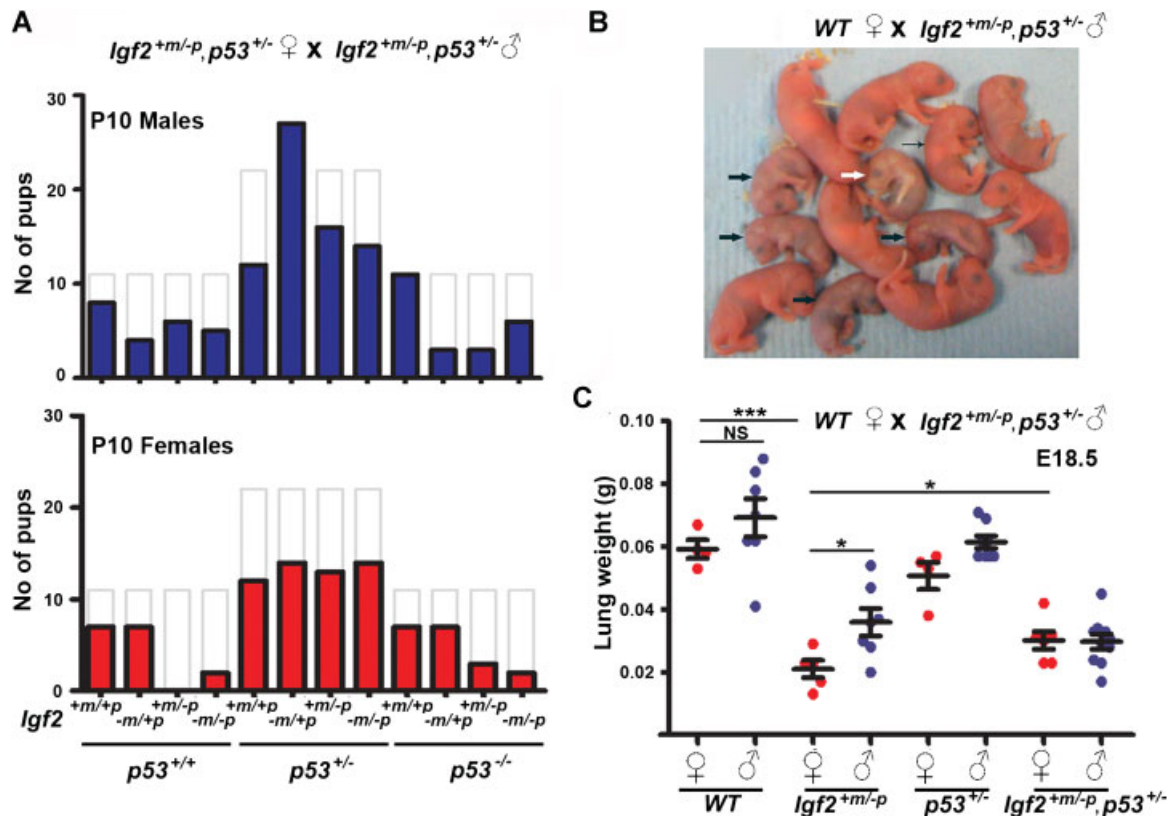 A
Igf2+m/-p, p53+/- ♀ x Igf2+m/-p, p53+/- ♂
30
P10 Males
20
No of pups
10
0
30
P10 Females
20
No of pups
10
0
Igf2
+m/+p -m/+p +m/-p -m/-p +m/+p -m/+p +m/-p -m/-p +m/+p -m/+p +m/-p -m/-p
p53+/+ p53+/- p53-/-
B
WT ♀ x Igf2+m/-p, p53+/- ♂
C
WT ♀ x Igf2+m/-p, p53+/- ♂
***
NS
E18.5
*
*
0.10
0.08
0.06
0.04
0.02
Lung weight (g)
♀ ♂ ♀ ♂ ♀ ♂ ♀ ♂
WT Igf2+m/-p p53+/- Igf2+m/-p, p53+/-